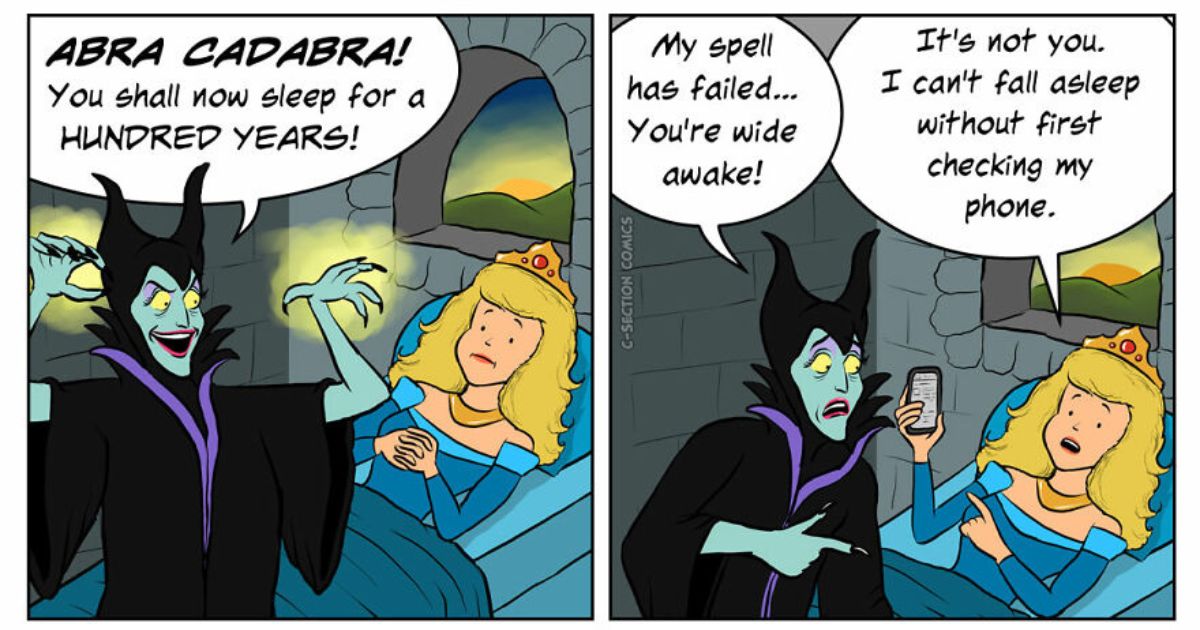 ABRA CADABRA!
You shall now sleep for a
HUNDRED YEARS!
My spell
has failed...
You're wide
awake!
It's not you.
I can't fall asleep
without first
checking my
phone.
C-SECTION COMICS